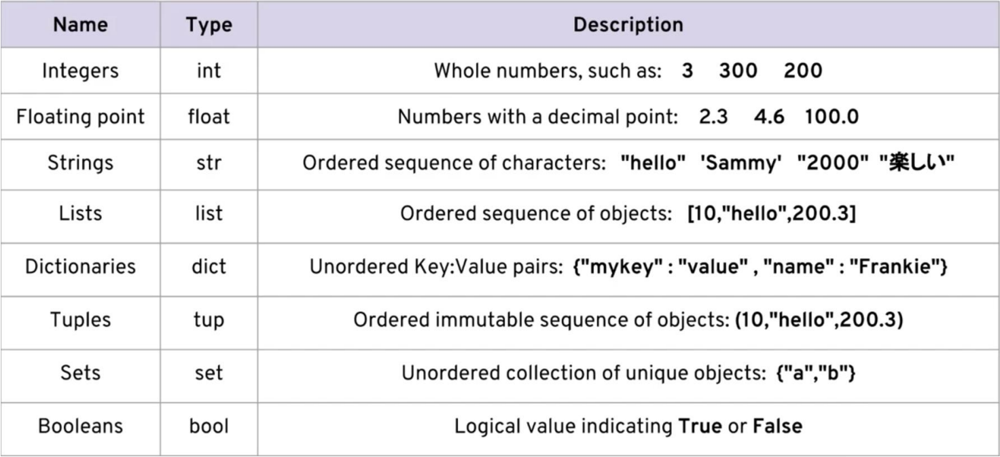 Name Type Description
Integers int Whole numbers, such as: 3 300 200
Floating point float Numbers with a decimal point: 2.3 4.6 100.0
Strings str Ordered sequence of characters: "hello" 'Sammy' "2000" "楽しい"
Lists list Ordered sequence of objects: [10,"hello",200.3]
Dictionaries dict Unordered Key:Value pairs: {"mykey" : "value" , "name" : "Frankie"}
Tuples tup Ordered immutable sequence of objects: (10,"hello",200.3)
Sets set Unordered collection of unique objects: {"a","b"}
Booleans bool Logical value indicating True or False